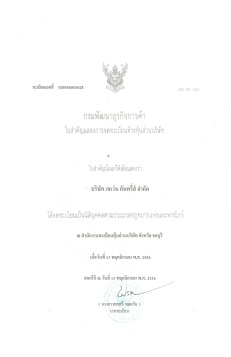 ทะเบียนเลขที่
กรมพัฒนาธุรกิจการค้า
ใบสำคัญแสดงการจดทะเบียนห้างหุ้นส่วนบริษัท
ใบสำคัญนี้ออกให้เพื่อแสดงว่า
บริษัท จำกัด
ได้จดทะเบียนเป็นนิติบุคคลตามประมวลกฎหมายแพ่งและพาณิชย์
ณ สำนักงานทะเบียนหุ้นส่วนบริษัท จังหวัด ชลบุรี
เมื่อวันที่ 13 พฤศจิกายน พ.ศ. 2556
ออกให้ ณ วันที่ 13 พฤศจิกายน พ.ศ. 2556
นายทะเบียน